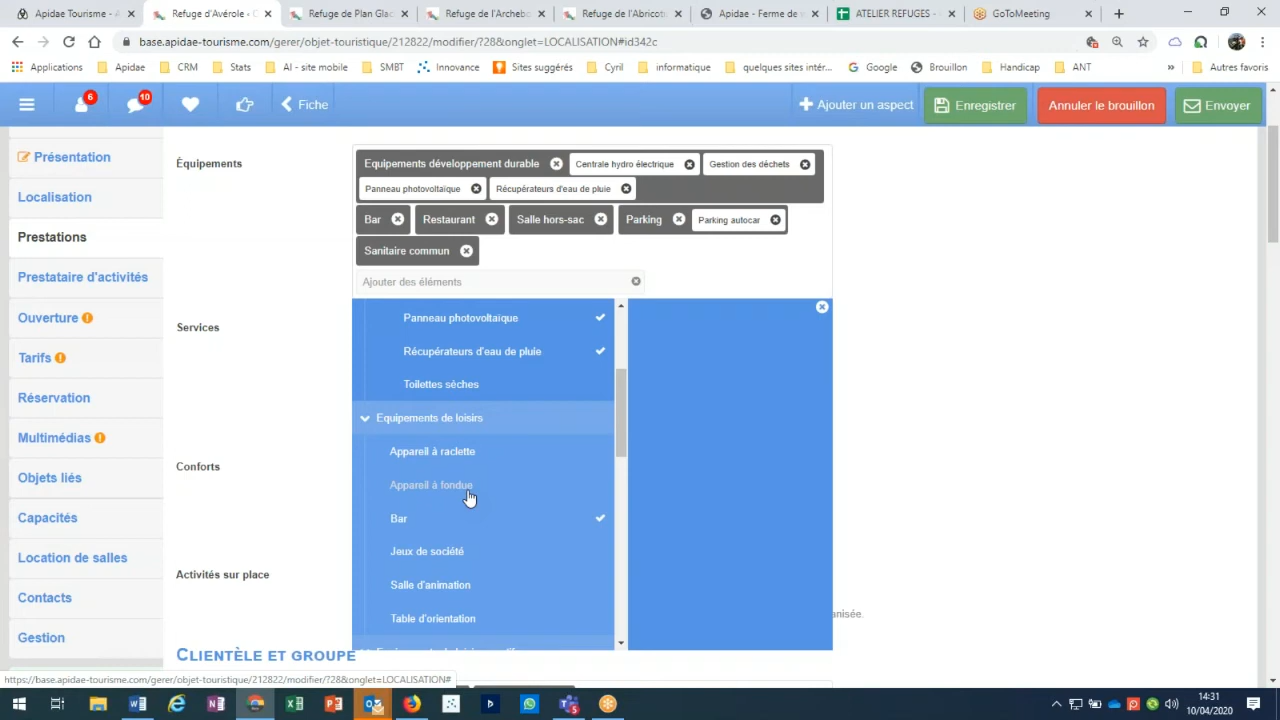 Apidae Tourisme - A
Refuge d'Avérole - C
Refuge de Plan Glac
Refuge de l'Archeb
Refuge de l'Abricot
Apidae - Ferme de
ATELIER REFUGES -
GoToMeeting
base.apidae-tourisme.com/gerer/objet-touristique/212822/modifier/?28&onglet=LOCALISATION#id342c
Applications
Apidae
CRM
Stats
AI - site mobile
SMBT
Innovance
Sites suggérés
Cyril
informatique
quelques sites intér...
Google
Brouillon
Handicap
ANT
»
Autres favoris
6
10
Fiche
Ajouter un aspect
Enregistrer
Annuler le brouillon
Envoyer
Présentation
Localisation
Prestations
Prestataire d'activités
Ouverture
Tarifs
Réservation
Multimédias
Objets liés
Capacités
Location de salles
Contacts
Gestion
Équipements
Equipements développement durable
Centrale hydro électrique
Gestion des déchets
Panneau photovoltaïque
Récupérateurs d'eau de pluie
Bar
Restaurant
Salle hors-sac
Parking
Parking autocar
Sanitaire commun
Ajouter des éléments
Services
Panneau photovoltaïque
Récupérateurs d'eau de pluie
Toilettes sèches
Equipements de loisirs
Appareil à raclette
Conforts
Appareil à fondue
Bar
Jeux de société
Activités sur place
Salle d'animation
Table d'orientation
anisée.
CLIENTÈLE ET GROUPE
https://base.apidae-tourisme.com/gerer/objet-touristique/212822/modifier/?28&onglet=LOCALISATION#
14:31
10/04/2020